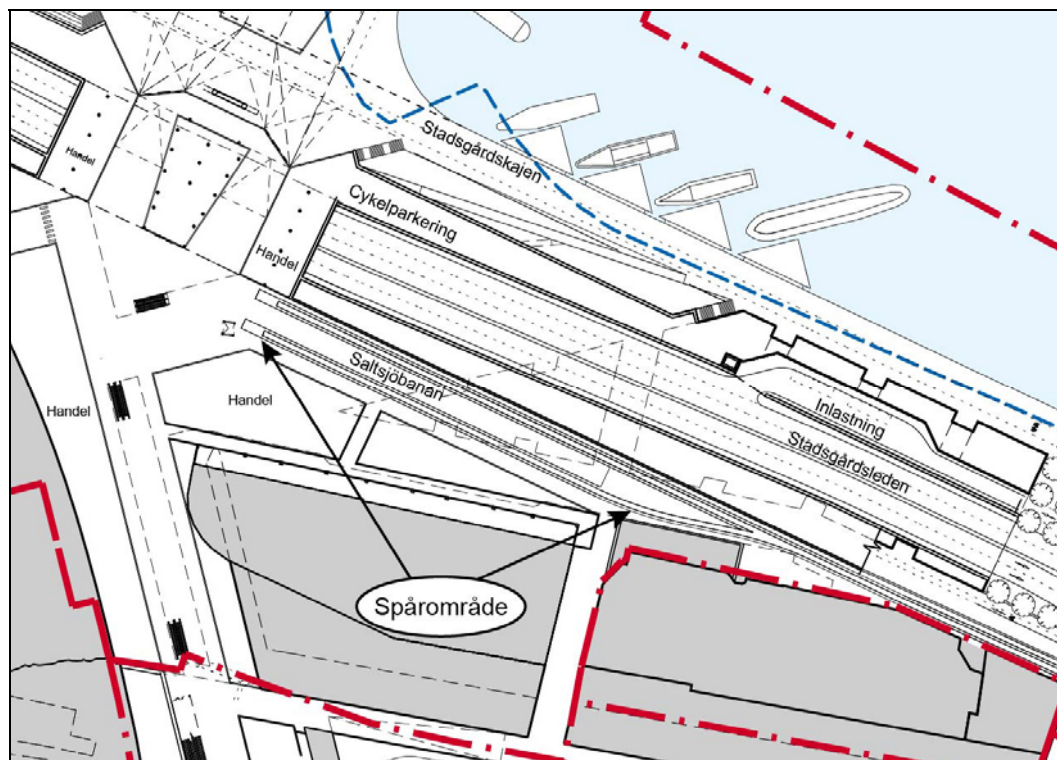 Stadsgårdskajen
Handel
Cykelparkering
Handel
Saltsjöbanan
Handel
Handel
Inlastning
Stadsgårdsleden
Spårområde